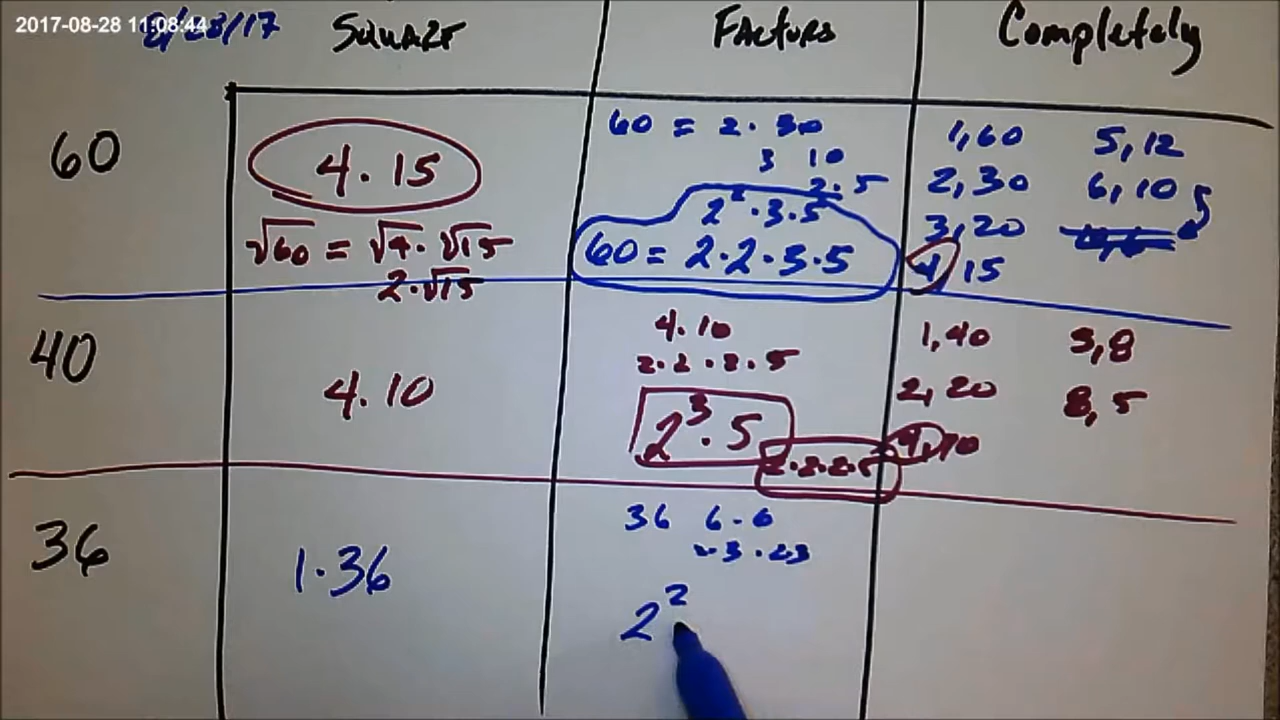 2017-08-28 11:08:44
8/28/17
Square Factors Completely
60
4 · 15
√60 = √4 · √15
2 · √15
60 = 2 · 30
3 10
2 · 5
2² · 3 · 5
60 = 2 · 2 · 3 · 5
1, 60
2, 30
3, 20
4, 15
5, 12
6, 10
40
4 · 10
4 · 10
2 · 2 · 2 · 5
2³ · 5
2 · 2 · 2 · 5
1, 40
2, 20
4, 10
5, 8
8, 5
36
1 · 36
36 6 · 6
2 · 3 · 2 3
2²